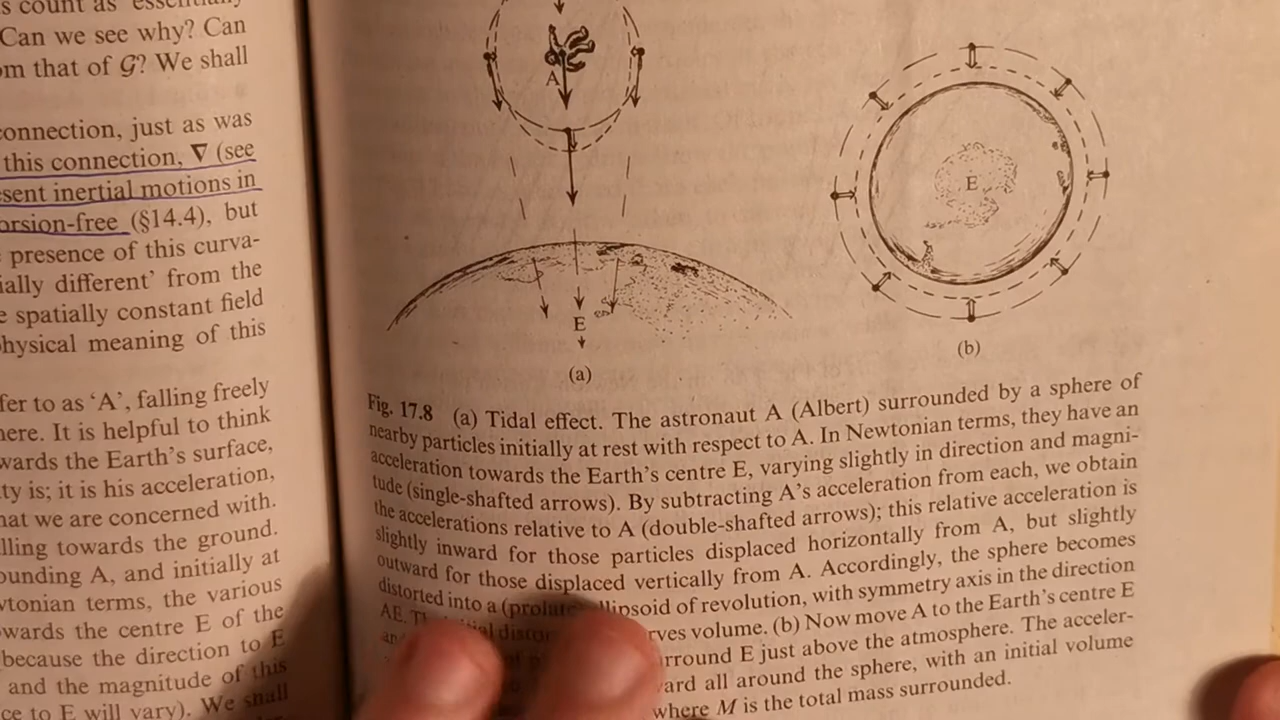 s count as essentially
Can we see why? Can
om that of G? We shall
connection, just as was
this connection, ∇ (see
sent inertial motions in
orsion-free (§14.4), but
presence of this curva-
ially different' from the
e spatially constant field
physical meaning of this
fer to as 'A', falling freely
here. It is helpful to think
wards the Earth's surface,
ty is; it is his acceleration,
hat we are concerned with.
lling towards the ground.
ounding A, and initially at
wtonian terms, the various
owards the centre E of the
because the direction to E
and the magnitude of this
ce to E will vary). We shall
A
E
(a)
E
(b)
Fig. 17.8 (a) Tidal effect. The astronaut A (Albert) surrounded by a sphere of
nearby particles initially at rest with respect to A. In Newtonian terms, they have an
acceleration towards the Earth's centre E, varying slightly in direction and magni-
tude (single-shafted arrows). By subtracting A's acceleration from each, we obtain
the accelerations relative to A (double-shafted arrows); this relative acceleration is
slightly inward for those particles displaced horizontally from A, but slightly
outward for those displaced vertically from A. Accordingly, the sphere becomes
distorted into a (prolate) ellipsoid of revolution, with symmetry axis in the direction
AE. The initial distor rves volume. (b) Now move A to the Earth's centre E
rround E just above the atmosphere. The acceler-
ard all around the sphere, with an initial volume
where M is the total mass surrounded.